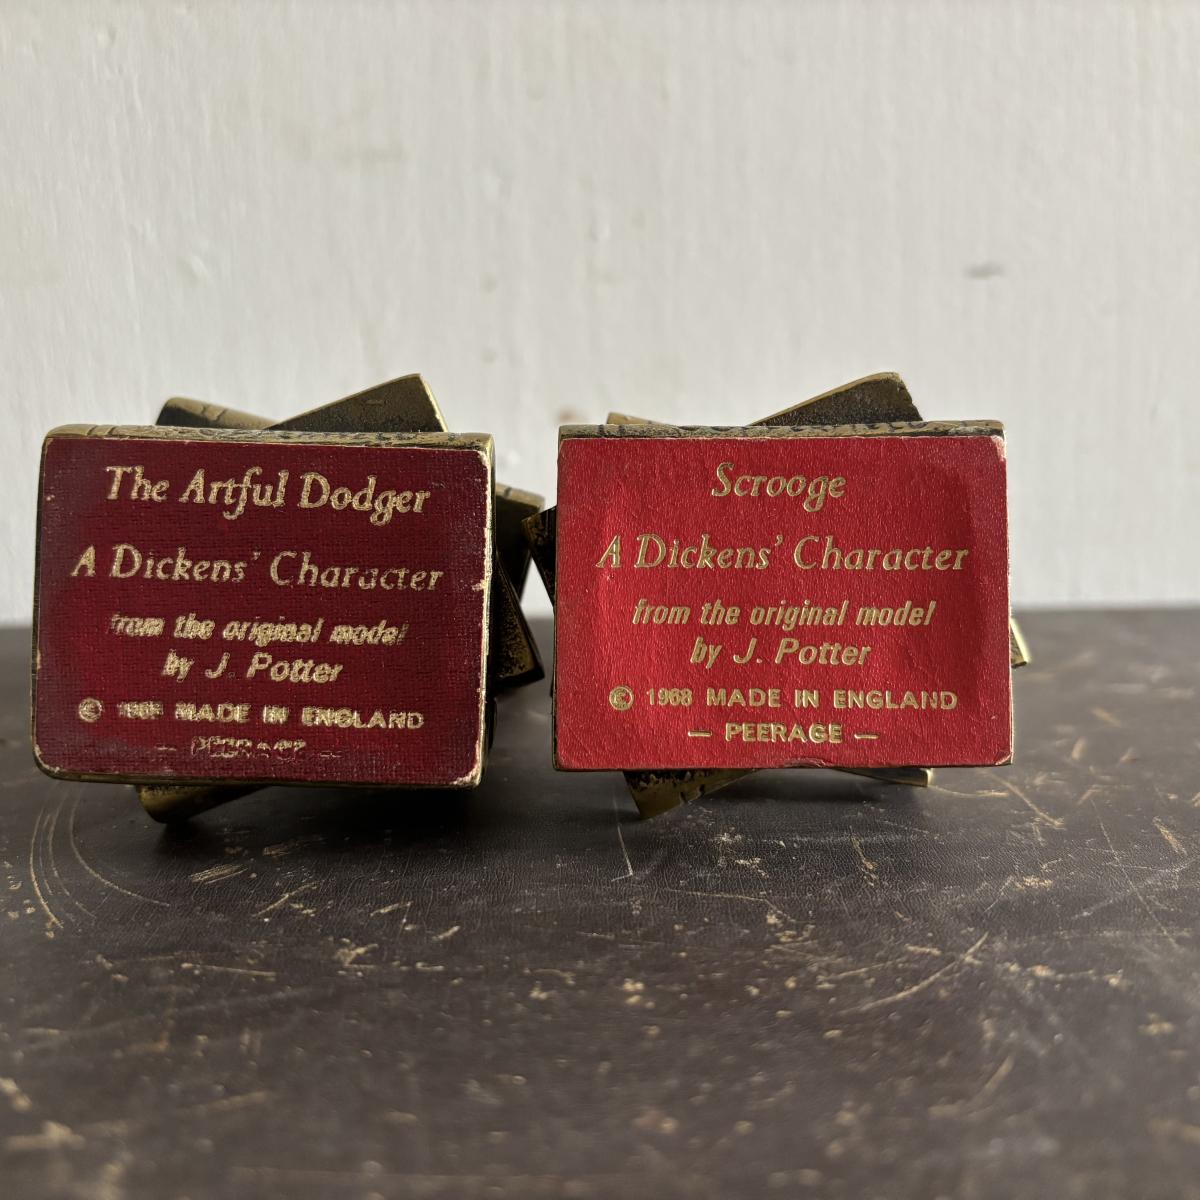 The Artful Dodger
A Dickens' Character
from the original model
by J. Potter
© MADE IN ENGLAND
— PEERAGE —
Scrooge
A Dickens' Character
from the original model
by J. Potter
© 1968 MADE IN ENGLAND
— PEERAGE —